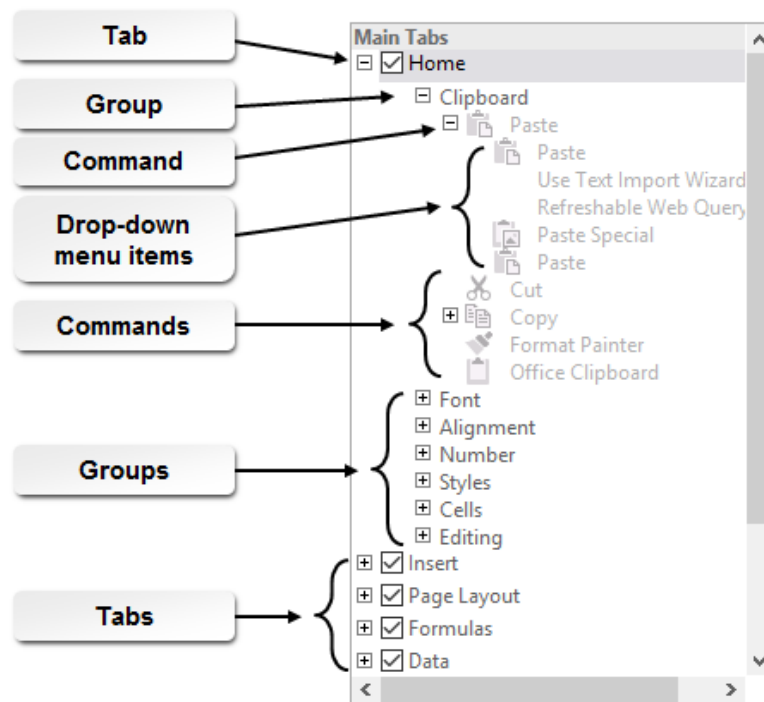 Tab
Group
Command
Drop-down
menu items
Commands
Groups
Tabs
Main Tabs
Home
Clipboard
Paste
Paste
Use Text Import Wizard
Refreshable Web Query
Paste Special
Paste
Cut
Copy
Format Painter
Office Clipboard
Font
Alignment
Number
Styles
Cells
Editing
Insert
Page Layout
Formulas
Data